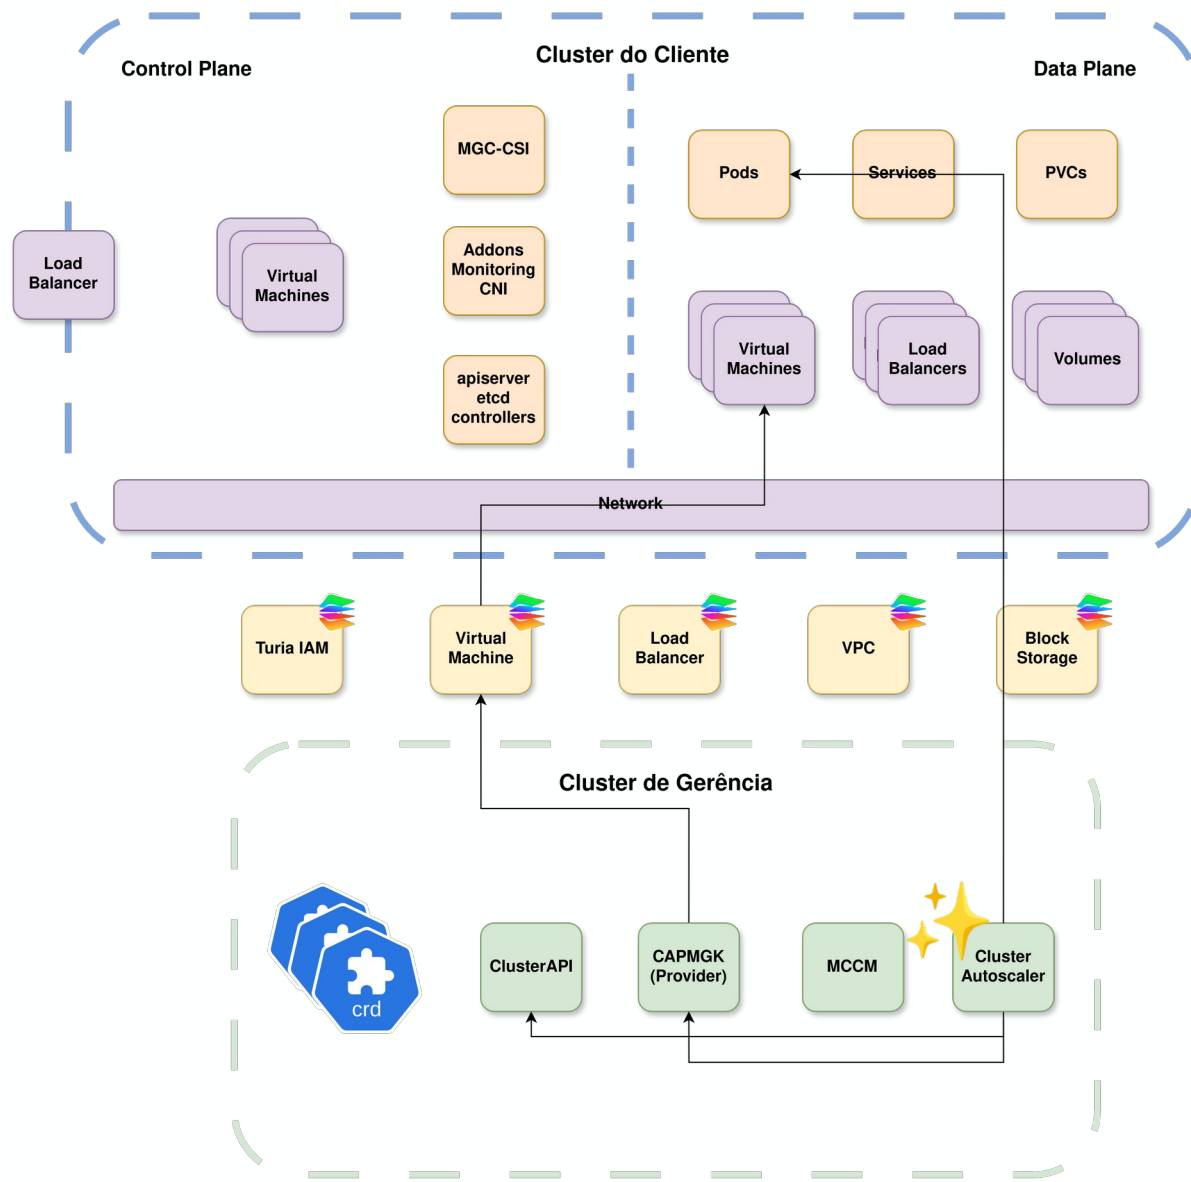 Cluster do Cliente
Control Plane
Data Plane
MGC-CSI
Pods
Services
PVCs
Load
Balancer
Virtual
Machines
Addons
Monitoring
CNI
Virtual
Machines
Load
Balancers
Volumes
apiserver
etcd
controllers
Network
Turia IAM
Virtual
Machine
Load
Balancer
VPC
Block
Storage
Cluster de Gerência
crd
ClusterAPI
CAPMGK
(Provider)
MCCM
Cluster
Autoscaler